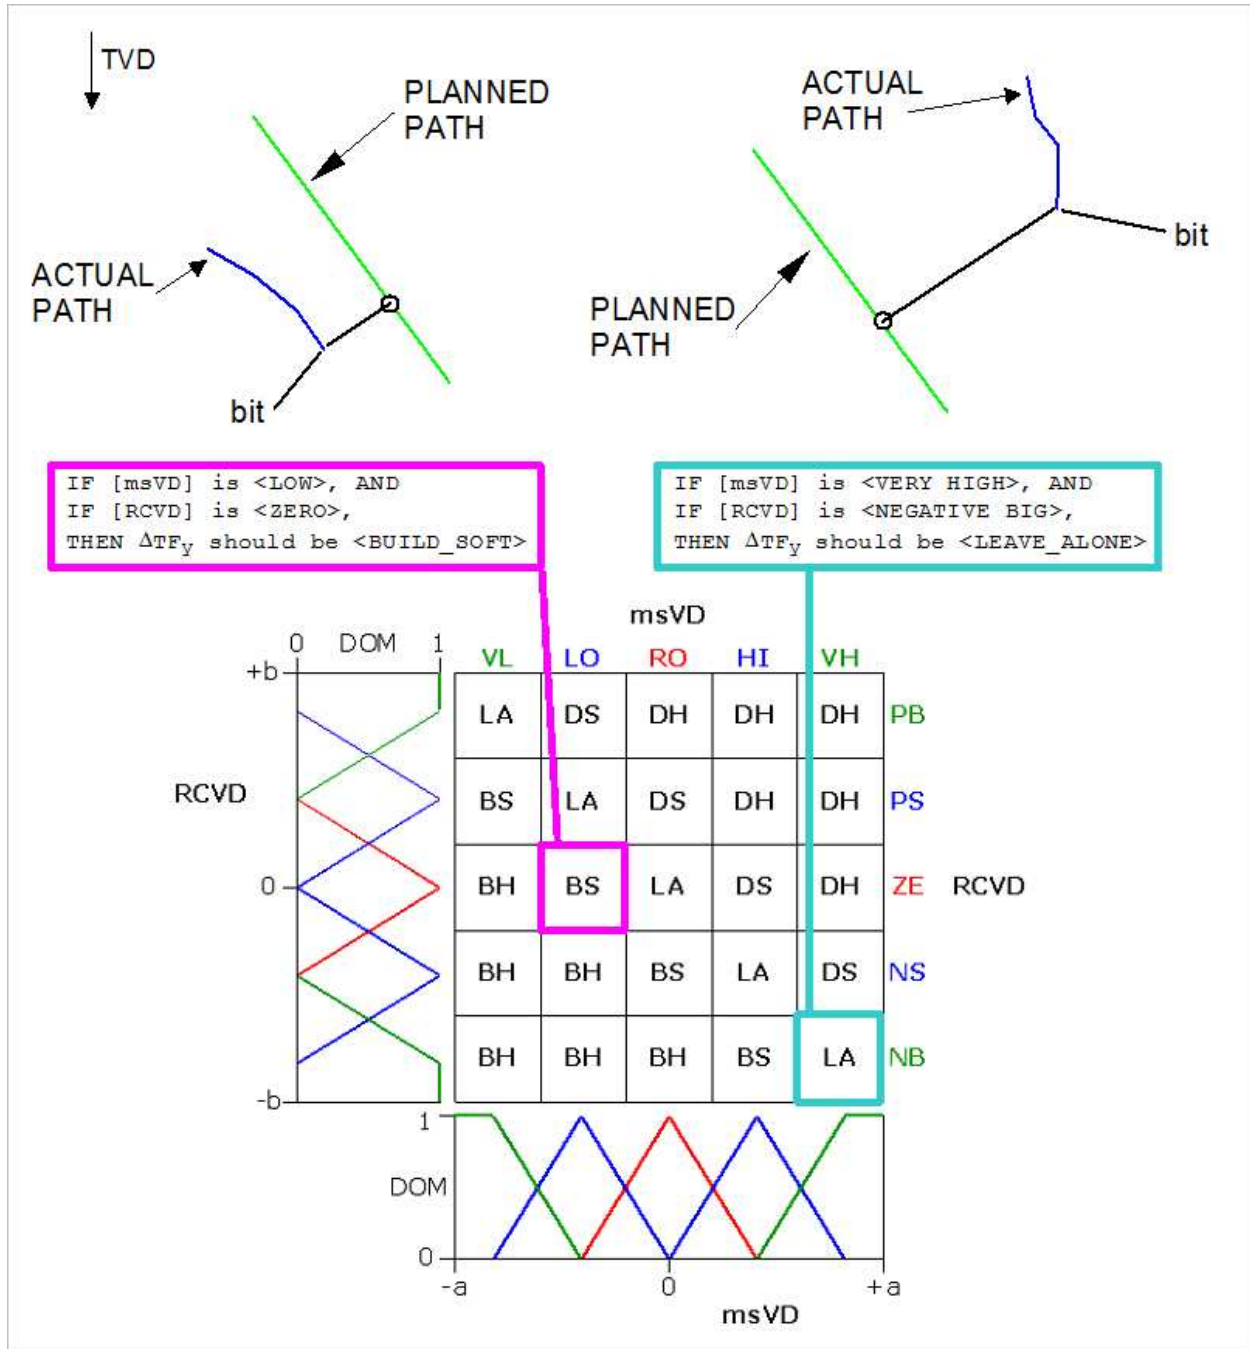 TVD
PLANNED
PATH
ACTUAL
PATH
bit
ACTUAL
PATH
PLANNED
PATH
bit
IF [msVD] is <LOW>, AND
IF [RCVD] is <ZERO>,
THEN ΔTFy should be <BUILD_SOFT>
IF [msVD] is <VERY HIGH>, AND
IF [RCVD] is <NEGATIVE BIG>,
THEN ΔTFy should be <LEAVE_ALONE>
msVD
0 DOM 1 VL LO RO HI VH
+b
LA DS DH DH DH PB
RCVD BS LA DS DH DH PS
0 BH BS LA DS DH ZE RCVD
BH BH BS LA DS NS
BH BH BH BS LA NB
-b
1
DOM
0
-a 0 +a
msVD